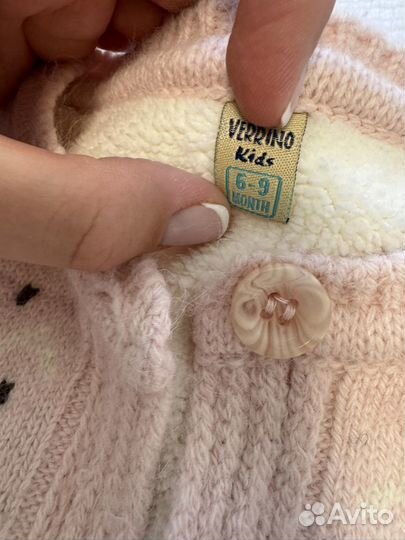 VERRINO
Kids
6-9
MONTH
Avito